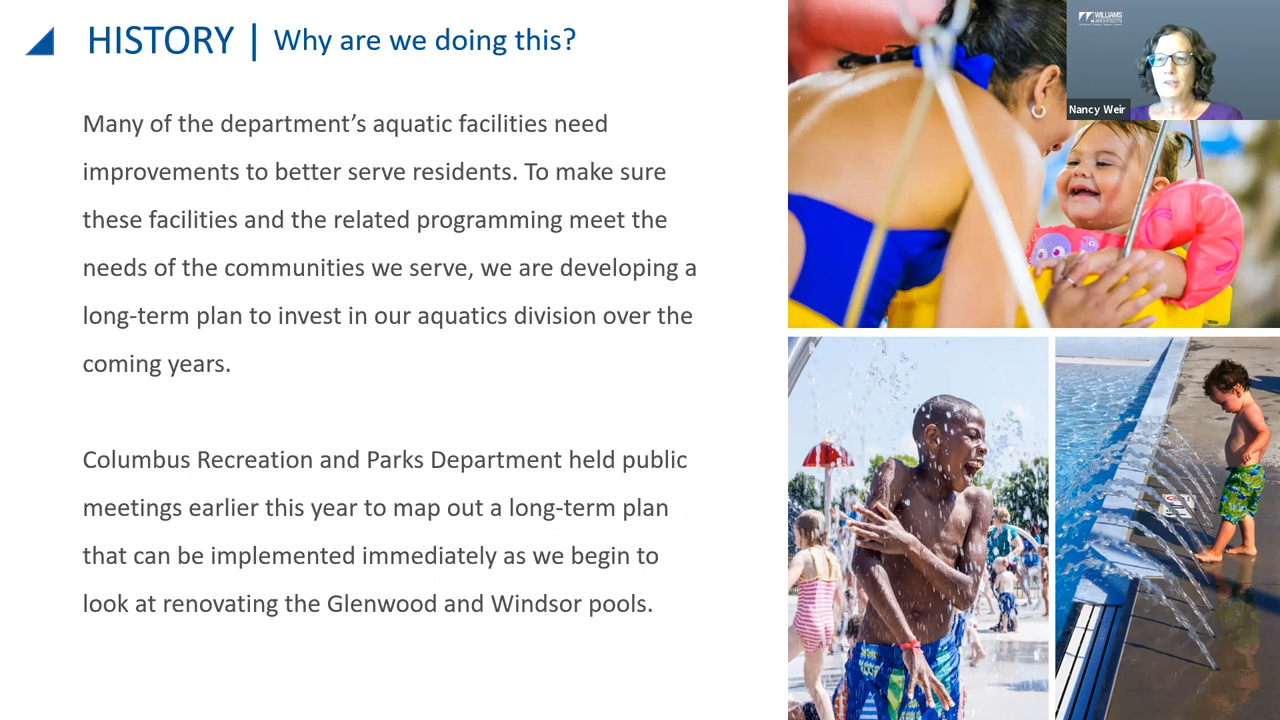 HISTORY | Why are we doing this?
WILLIAMS
ARCHITECTS
Nancy Weir
Many of the department’s aquatic facilities need
improvements to better serve residents. To make sure
these facilities and the related programming meet the
needs of the communities we serve, we are developing a
long-term plan to invest in our aquatics division over the
coming years.
Columbus Recreation and Parks Department held public
meetings earlier this year to map out a long-term plan
that can be implemented immediately as we begin to
look at renovating the Glenwood and Windsor pools.